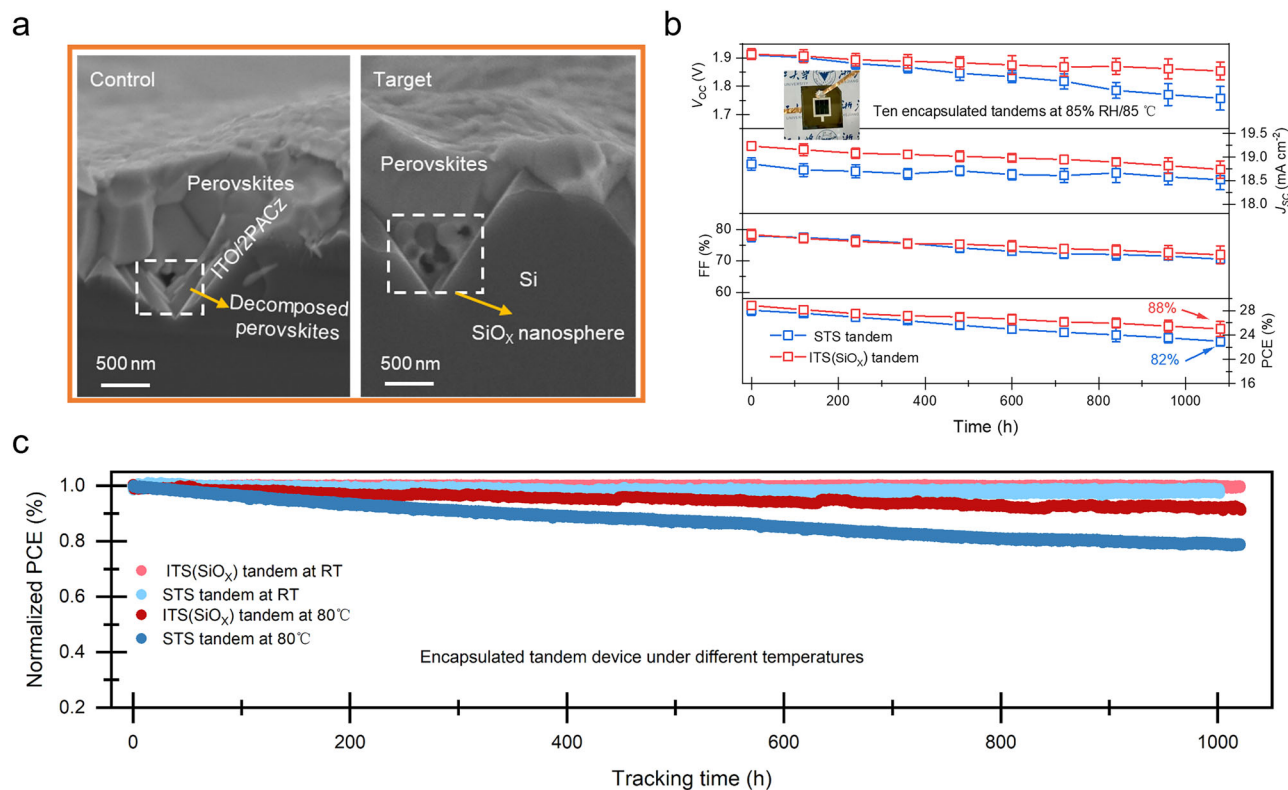 a
Control
Perovskites
ITO/2PACz
Decomposed
perovskites
500 nm
Target
Perovskites
Si
SiOX nanosphere
500 nm
b
VOC (V)
1.9
1.8
1.7
Ten encapsulated tandems at 85% RH/85 ℃
19.5
19.0
18.5
18.0
JSC (mA cm-2)
FF (%)
80
70
60
STS tandem
ITS(SiOX) tandem
88%
82%
28
24
20
16
PCE (%)
0
200
400
600
800
1000
Time (h)
c
Normalized PCE (%)
1.0
0.8
0.6
0.4
0.2
ITS(SiOX) tandem at RT
STS tandem at RT
ITS(SiOX) tandem at 80℃
STS tandem at 80℃
Encapsulated tandem device under different temperatures
0
200
400
600
800
1000
Tracking time (h)